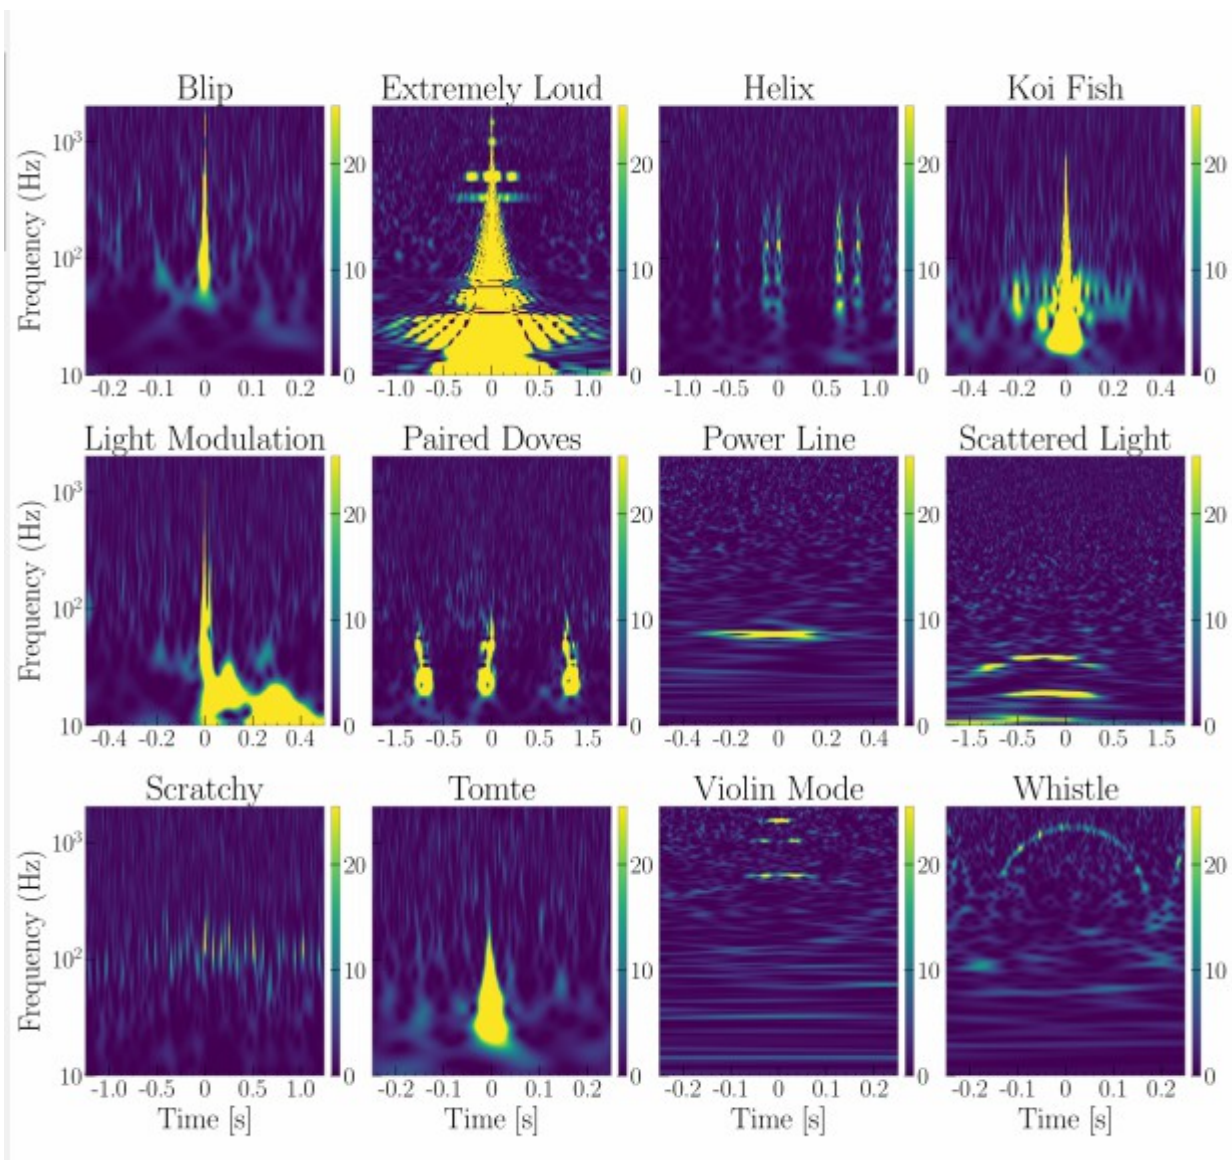 Blip Extremely Loud Helix Koi Fish
Frequency (Hz)
10³
10²
10
-0.2 -0.1 0 0.1 0.2
20
10
0
-1.0 -0.5 0 0.5 1.0
20
10
0
-1.0 -0.5 0 0.5 1.0
20
10
0
-0.4 -0.2 0 0.2 0.4
20
10
0
Light Modulation Paired Doves Power Line Scattered Light
Frequency (Hz)
10³
10²
10
-0.4 -0.2 0 0.2 0.4
20
10
0
-1.5 -0.5 0 0.5 1.5
20
10
0
-0.4 -0.2 0 0.2 0.4
20
10
0
-1.5 -0.5 0 0.5 1.5
20
10
0
Scratchy Tomte Violin Mode Whistle
Frequency (Hz)
10³
10²
10
-1.0 -0.5 0 0.5 1.0
20
10
0
-0.2 -0.1 0 0.1 0.2
20
10
0
-0.2 -0.1 0 0.1 0.2
20
10
0
-0.2 -0.1 0 0.1 0.2
20
10
0
Time [s] Time [s] Time [s] Time [s]